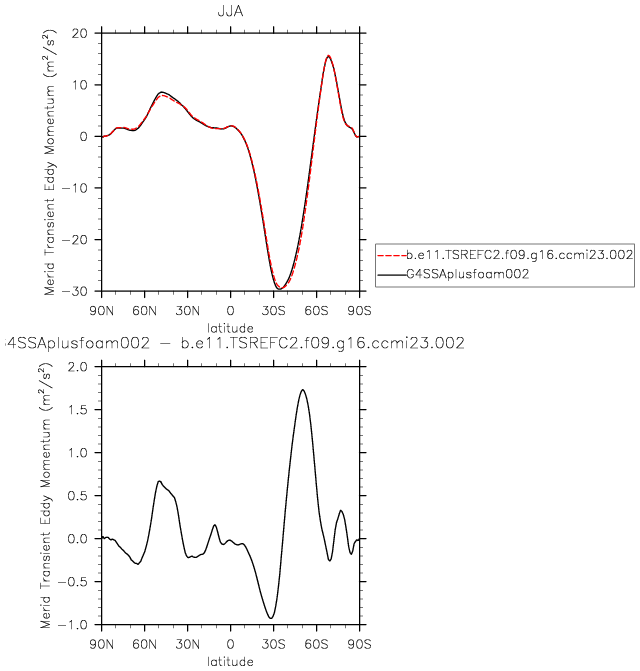 JJA
Merid Transient Eddy Momentum (m²/s²)
20
10
0
−10
−20
−30
90N 60N 30N 0 30S 60S 90S
latitude
b.e11.TSREFC2.f09.g16.ccmi23.002
G4SSAplusfoam002
4SSAplusfoam002 − b.e11.TSREFC2.f09.g16.ccmi23.002
Merid Transient Eddy Momentum (m²/s²)
2.0
1.5
1.0
0.5
0.0
−0.5
−1.0
90N 60N 30N 0 30S 60S 90S
latitude